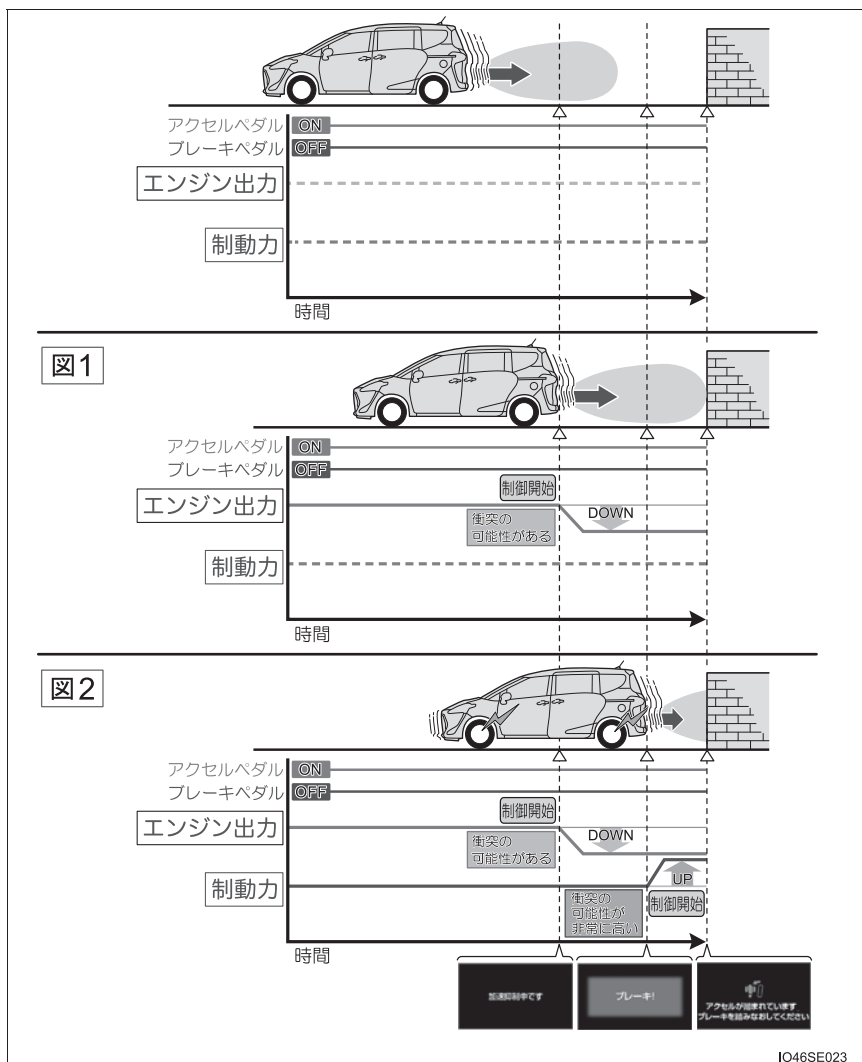 アクセルペダル ON
ブレーキペダル OFF
エンジン出力
制動力
時間
図1
アクセルペダル ON
ブレーキペダル OFF
制御開始
エンジン出力
DOWN
衝突の
可能性がある
制動力
時間
図2
アクセルペダル ON
ブレーキペダル OFF
制御開始
エンジン出力
DOWN
衝突の
可能性がある
制動力
UP
衝突の
可能性が
非常に高い
制御開始
時間
加速抑制中です
ブレーキ!
アクセルが踏まれています
ブレーキを踏みなおしてください
IO46SE023